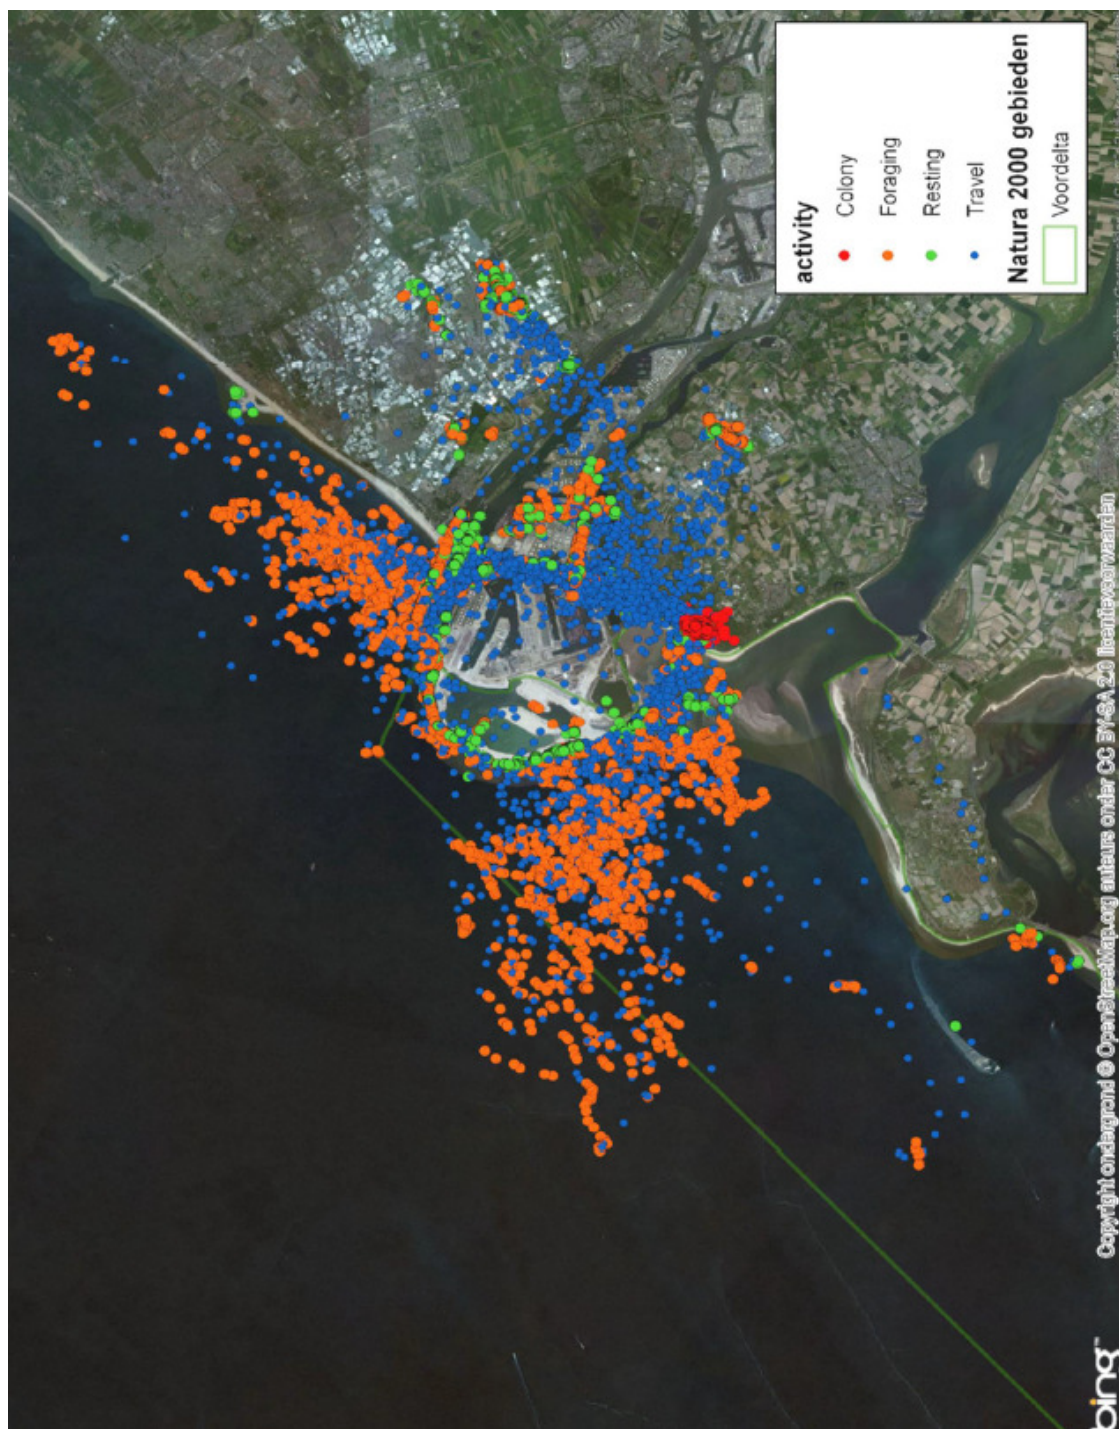 activity
Colony
Foraging
Resting
Travel
Natura 2000 gebieden
Voordelta
Copyright ondergrond © OpenStreetMap.org auteurs onder CC BY-SA 2.0 licentievoorwaarden
bing™